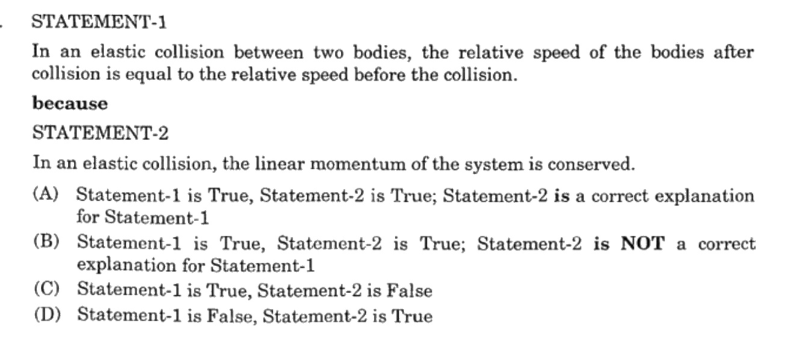 STATEMENT-1
In an elastic collision between two bodies, the relative speed of the bodies after
collision is equal to the relative speed before the collision.
because
STATEMENT-2
In an elastic collision, the linear momentum of the system is conserved.
(A) Statement-1 is True, Statement-2 is True; Statement-2 is a correct explanation
for Statement-1
(B) Statement-1 is True, Statement-2 is True; Statement-2 is NOT a correct
explanation for Statement-1
(C) Statement-1 is True, Statement-2 is False
(D) Statement-1 is False, Statement-2 is True